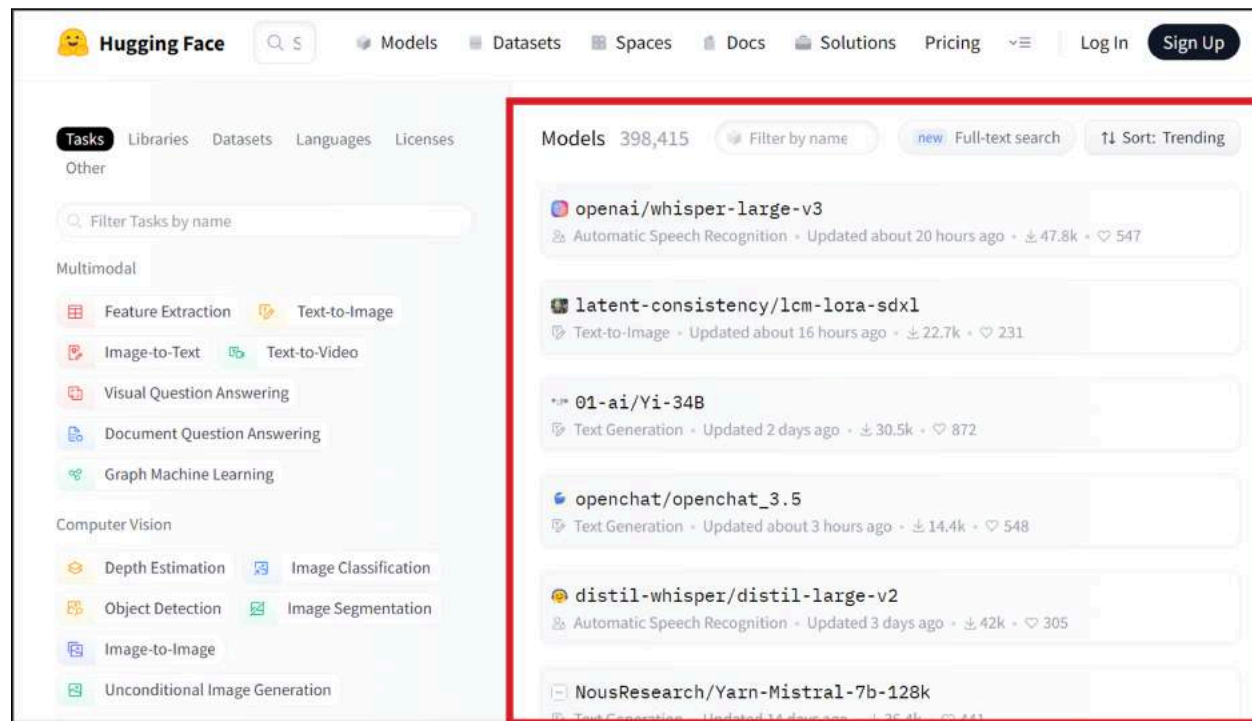 Hugging Face S Models Datasets Spaces Docs Solutions Pricing Log In Sign Up
Tasks Libraries Datasets Languages Licenses
Other
Filter Tasks by name
Multimodal
Feature Extraction Text-to-Image
Image-to-Text Text-to-Video
Visual Question Answering
Document Question Answering
Graph Machine Learning
Computer Vision
Depth Estimation Image Classification
Object Detection Image Segmentation
Image-to-Image
Unconditional Image Generation
Models 398,415 Filter by name new Full-text search Sort: Trending
openai/whisper-large-v3
Automatic Speech Recognition • Updated about 20 hours ago • 47.8k • 547
latent-consistency/lcm-lora-sdxl
Text-to-Image • Updated about 16 hours ago • 22.7k • 231
01-ai/Yi-34B
Text Generation • Updated 2 days ago • 30.5k • 872
openchat/openchat_3.5
Text Generation • Updated about 3 hours ago • 14.4k • 548
distil-whisper/distil-large-v2
Automatic Speech Recognition • Updated 3 days ago • 42k • 305
NousResearch/Yarn-Mistral-7b-128k
Text Generation • Updated 14 days ago